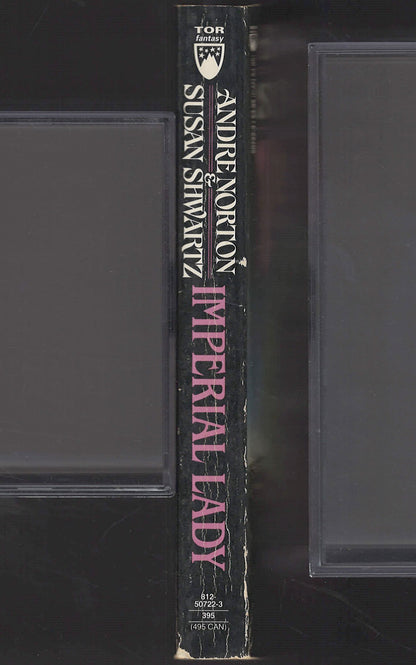 TOR
fantasy
ANDRE NORTON
&
SUSAN SHWARTZ
IMPERIAL LADY
812-
50722-3
395
(495 CAN)